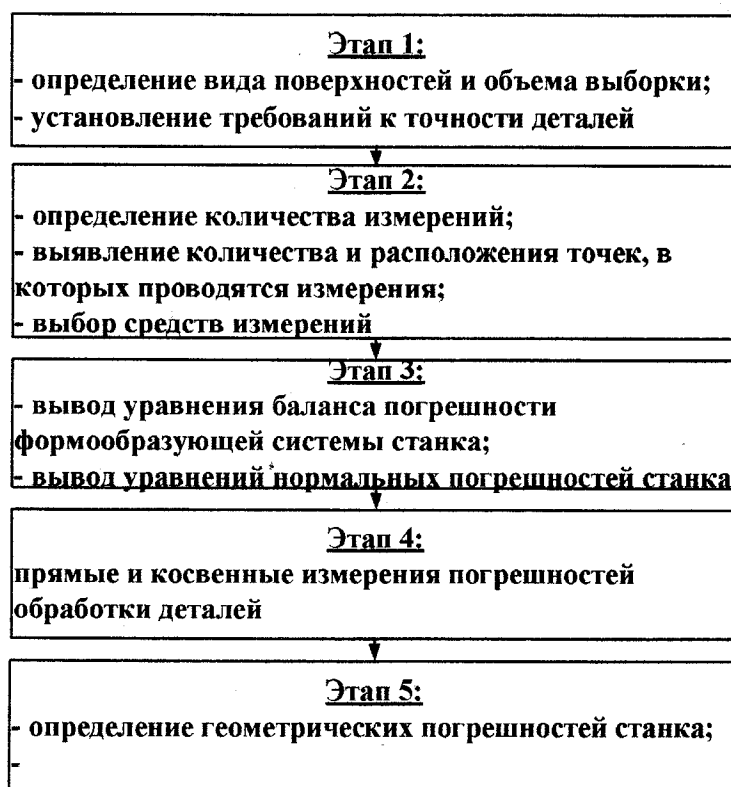 Этап 1:
- определение вида поверхностей и объема выборки;
- установление требований к точности деталей
Этап 2:
- определение количества измерений;
- выявление количества и расположения точек, в
которых проводятся измерения;
- выбор средств измерений
Этап 3:
- вывод уравнения баланса погрешности
формообразующей системы станка;
- вывод уравнений нормальных погрешностей станка
Этап 4:
прямые и косвенные измерения погрешностей
обработки деталей
Этап 5:
- определение геометрических погрешностей станка;
-